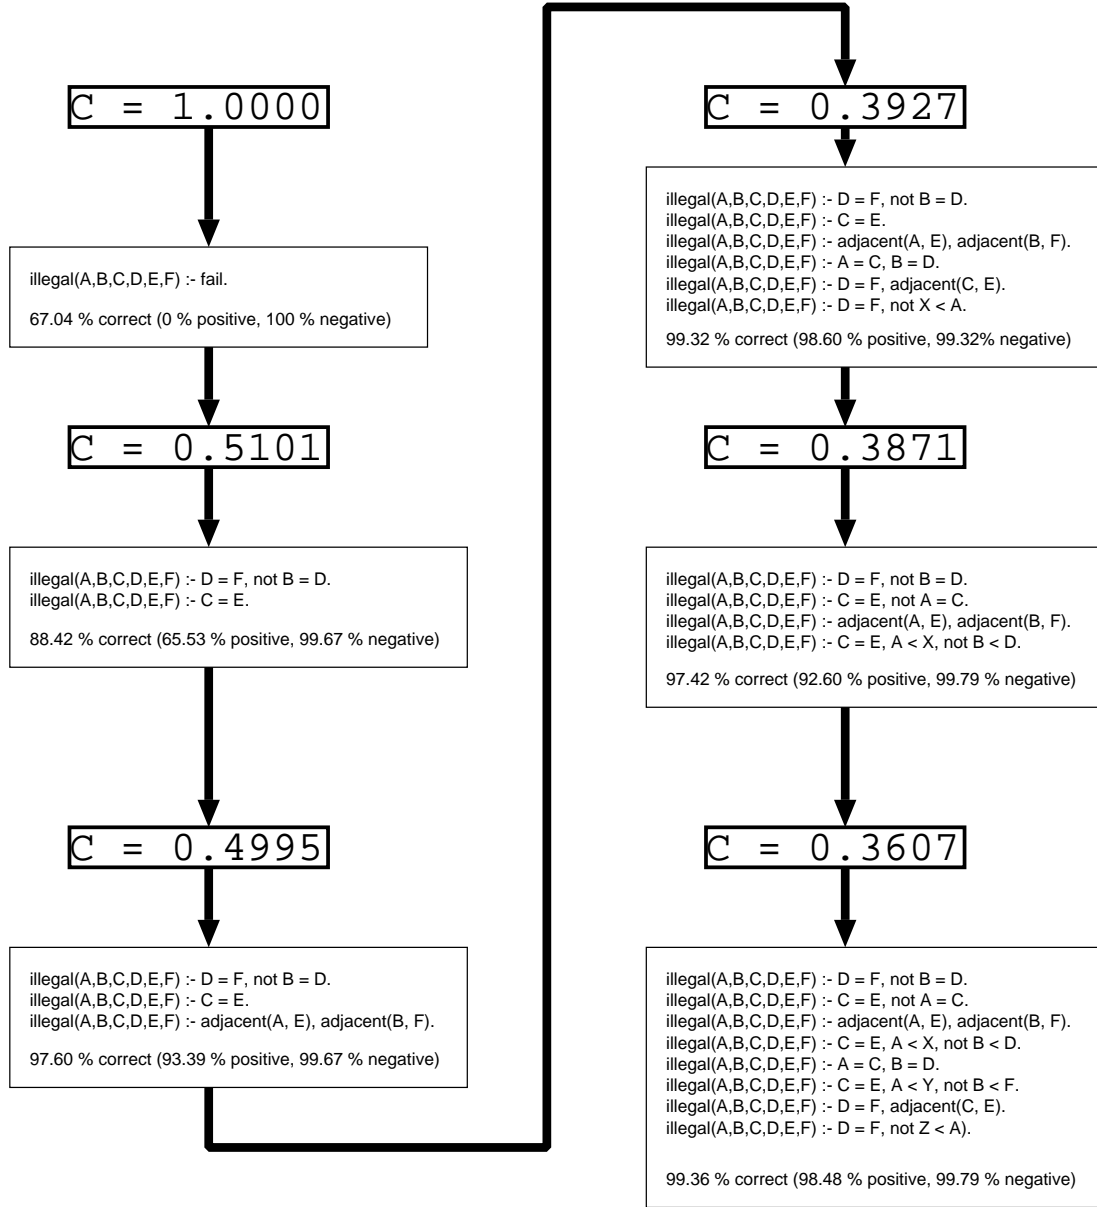 C = 1.0000
illegal(A,B,C,D,E,F) :- fail.
67.04 % correct (0 % positive, 100 % negative)
C = 0.5101
illegal(A,B,C,D,E,F) :- D = F, not B = D.
illegal(A,B,C,D,E,F) :- C = E.
88.42 % correct (65.53 % positive, 99.67 % negative)
C = 0.4995
illegal(A,B,C,D,E,F) :- D = F, not B = D.
illegal(A,B,C,D,E,F) :- C = E.
illegal(A,B,C,D,E,F) :- adjacent(A, E), adjacent(B, F).
97.60 % correct (93.39 % positive, 99.67 % negative)
C = 0.3927
illegal(A,B,C,D,E,F) :- D = F, not B = D.
illegal(A,B,C,D,E,F) :- C = E.
illegal(A,B,C,D,E,F) :- adjacent(A, E), adjacent(B, F).
illegal(A,B,C,D,E,F) :- A = C, B = D.
illegal(A,B,C,D,E,F) :- D = F, adjacent(C, E).
illegal(A,B,C,D,E,F) :- D = F, not X < A.
99.32 % correct (98.60 % positive, 99.32% negative)
C = 0.3871
illegal(A,B,C,D,E,F) :- D = F, not B = D.
illegal(A,B,C,D,E,F) :- C = E, not A = C.
illegal(A,B,C,D,E,F) :- adjacent(A, E), adjacent(B, F).
illegal(A,B,C,D,E,F) :- C = E, A < X, not B < D.
97.42 % correct (92.60 % positive, 99.79 % negative)
C = 0.3607
illegal(A,B,C,D,E,F) :- D = F, not B = D.
illegal(A,B,C,D,E,F) :- C = E, not A = C.
illegal(A,B,C,D,E,F) :- adjacent(A, E), adjacent(B, F).
illegal(A,B,C,D,E,F) :- C = E, A < X, not B < D.
illegal(A,B,C,D,E,F) :- A = C, B = D.
illegal(A,B,C,D,E,F) :- C = E, A < Y, not B < F.
illegal(A,B,C,D,E,F) :- D = F, adjacent(C, E).
illegal(A,B,C,D,E,F) :- D = F, not Z < A).
99.36 % correct (98.48 % positive, 99.79 % negative)